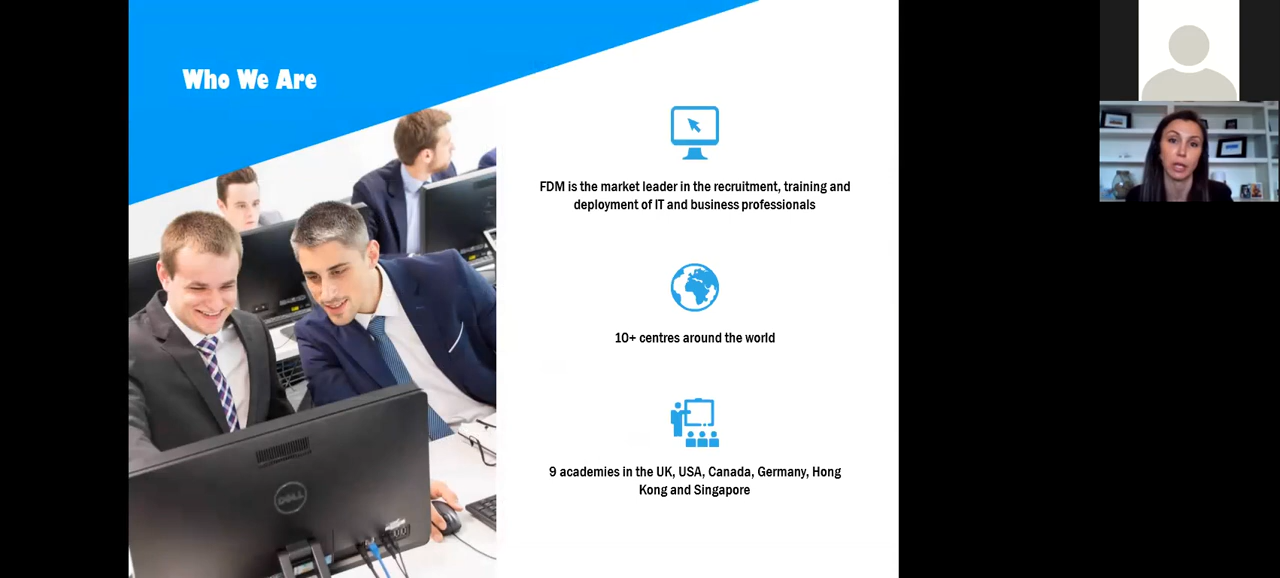 Who We Are
FDM is the market leader in the recruitment, training and
deployment of IT and business professionals
10+ centres around the world
9 academies in the UK, USA, Canada, Germany, Hong
Kong and Singapore
DELL